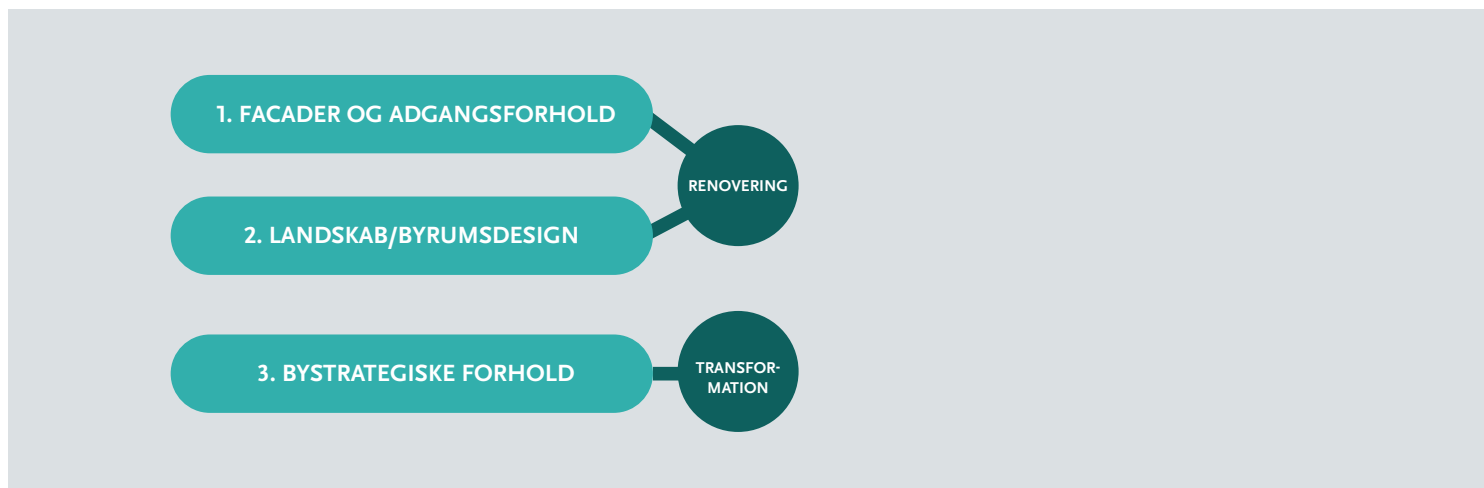 1. FACADER OG ADGANGSFORHOLD
RENOVERING
2. LANDSKAB/BYRUMSDESIGN
3. BYSTRATEGISKE FORHOLD
TRANSFOR-
MATION